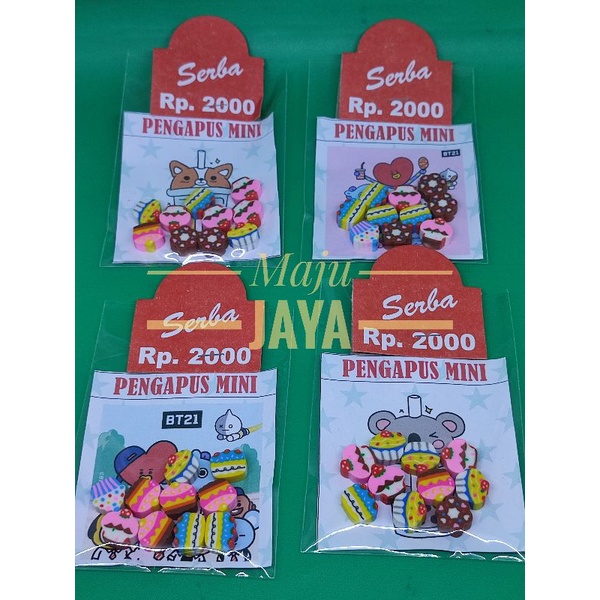 Serba
Rp. 2000
PENGAPUS MINI
Serba
Rp. 2000
PENGAPUS MINI
BT21
Maju
JAYA
Serba
Rp. 2000
PENGAPUS MINI
BT21
Serba
Rp. 2000
PENGAPUS MINI